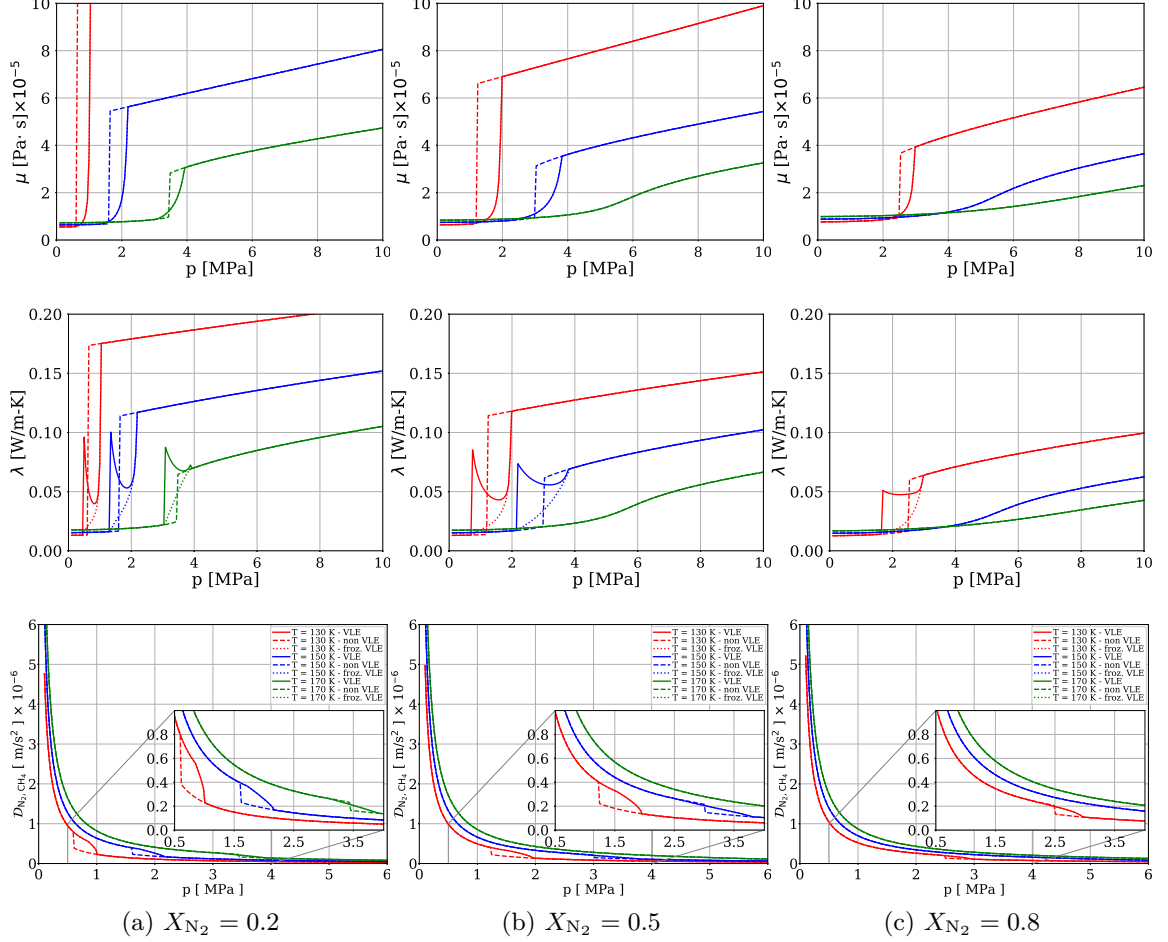 10
8
6
4
2
0
μ [Pa· s]×10⁻⁵
0 2 4 6 8 10
p [MPa]
10
8
6
4
2
0
μ [Pa· s]×10⁻⁵
0 2 4 6 8 10
p [MPa]
10
8
6
4
2
0
μ [Pa· s]×10⁻⁵
0 2 4 6 8 10
p [MPa]
0.20
0.15
0.10
0.05
0.00
λ [W/m-K]
0 2 4 6 8 10
p [MPa]
0.20
0.15
0.10
0.05
0.00
λ [W/m-K]
0 2 4 6 8 10
p [MPa]
0.20
0.15
0.10
0.05
0.00
λ [W/m-K]
0 2 4 6 8 10
p [MPa]
6
5
4
3
2
1
0
𝒟N₂, CH₄ [ m/s² ] × 10⁻⁶
T = 130 K - VLE
T = 130 K - non VLE
T = 130 K - froz. VLE
T = 150 K - VLE
T = 150 K - non VLE
T = 150 K - froz. VLE
T = 170 K - VLE
T = 170 K - non VLE
T = 170 K - froz. VLE
0.8
0.6
0.4
0.2
0.0
0.5 1.5 2.5 3.5
0 1 2 3 4 5 6
p [ MPa ]
6
5
4
3
2
1
0
𝒟N₂, CH₄ [ m/s² ] × 10⁻⁶
T = 130 K - VLE
T = 130 K - non VLE
T = 130 K - froz. VLE
T = 150 K - VLE
T = 150 K - non VLE
T = 150 K - froz. VLE
T = 170 K - VLE
T = 170 K - non VLE
T = 170 K - froz. VLE
0.8
0.6
0.4
0.2
0.0
0.5 1.5 2.5 3.5
0 1 2 3 4 5 6
p [ MPa ]
6
5
4
3
2
1
0
𝒟N₂, CH₄ [ m/s² ] × 10⁻⁶
T = 130 K - VLE
T = 130 K - non VLE
T = 130 K - froz. VLE
T = 150 K - VLE
T = 150 K - non VLE
T = 150 K - froz. VLE
T = 170 K - VLE
T = 170 K - non VLE
T = 170 K - froz. VLE
0.8
0.6
0.4
0.2
0.0
0.5 1.5 2.5 3.5
0 1 2 3 4 5 6
p [ MPa ]
(a) X_N₂ = 0.2
(b) X_N₂ = 0.5
(c) X_N₂ = 0.8